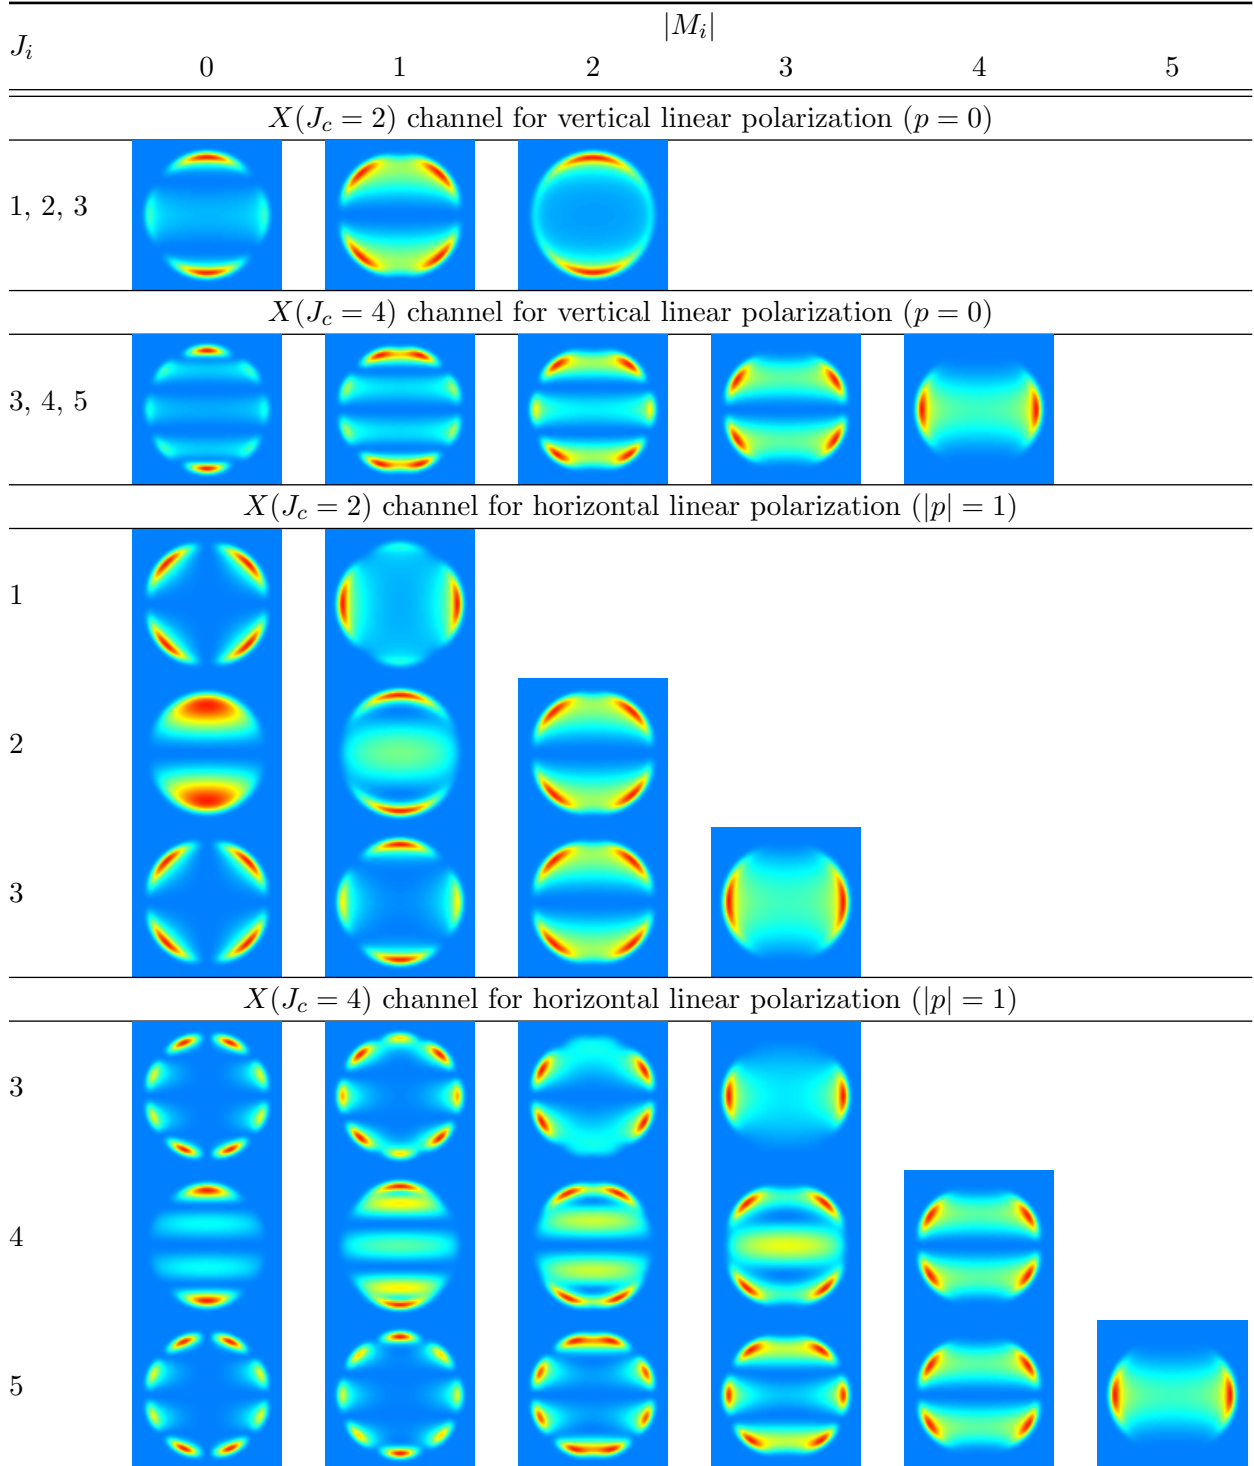 |M_i|
J_i
0 1 2 3 4 5
X(J_c = 2) channel for vertical linear polarization (p = 0)
1, 2, 3
X(J_c = 4) channel for vertical linear polarization (p = 0)
3, 4, 5
X(J_c = 2) channel for horizontal linear polarization (|p| = 1)
1
2
3
X(J_c = 4) channel for horizontal linear polarization (|p| = 1)
3
4
5